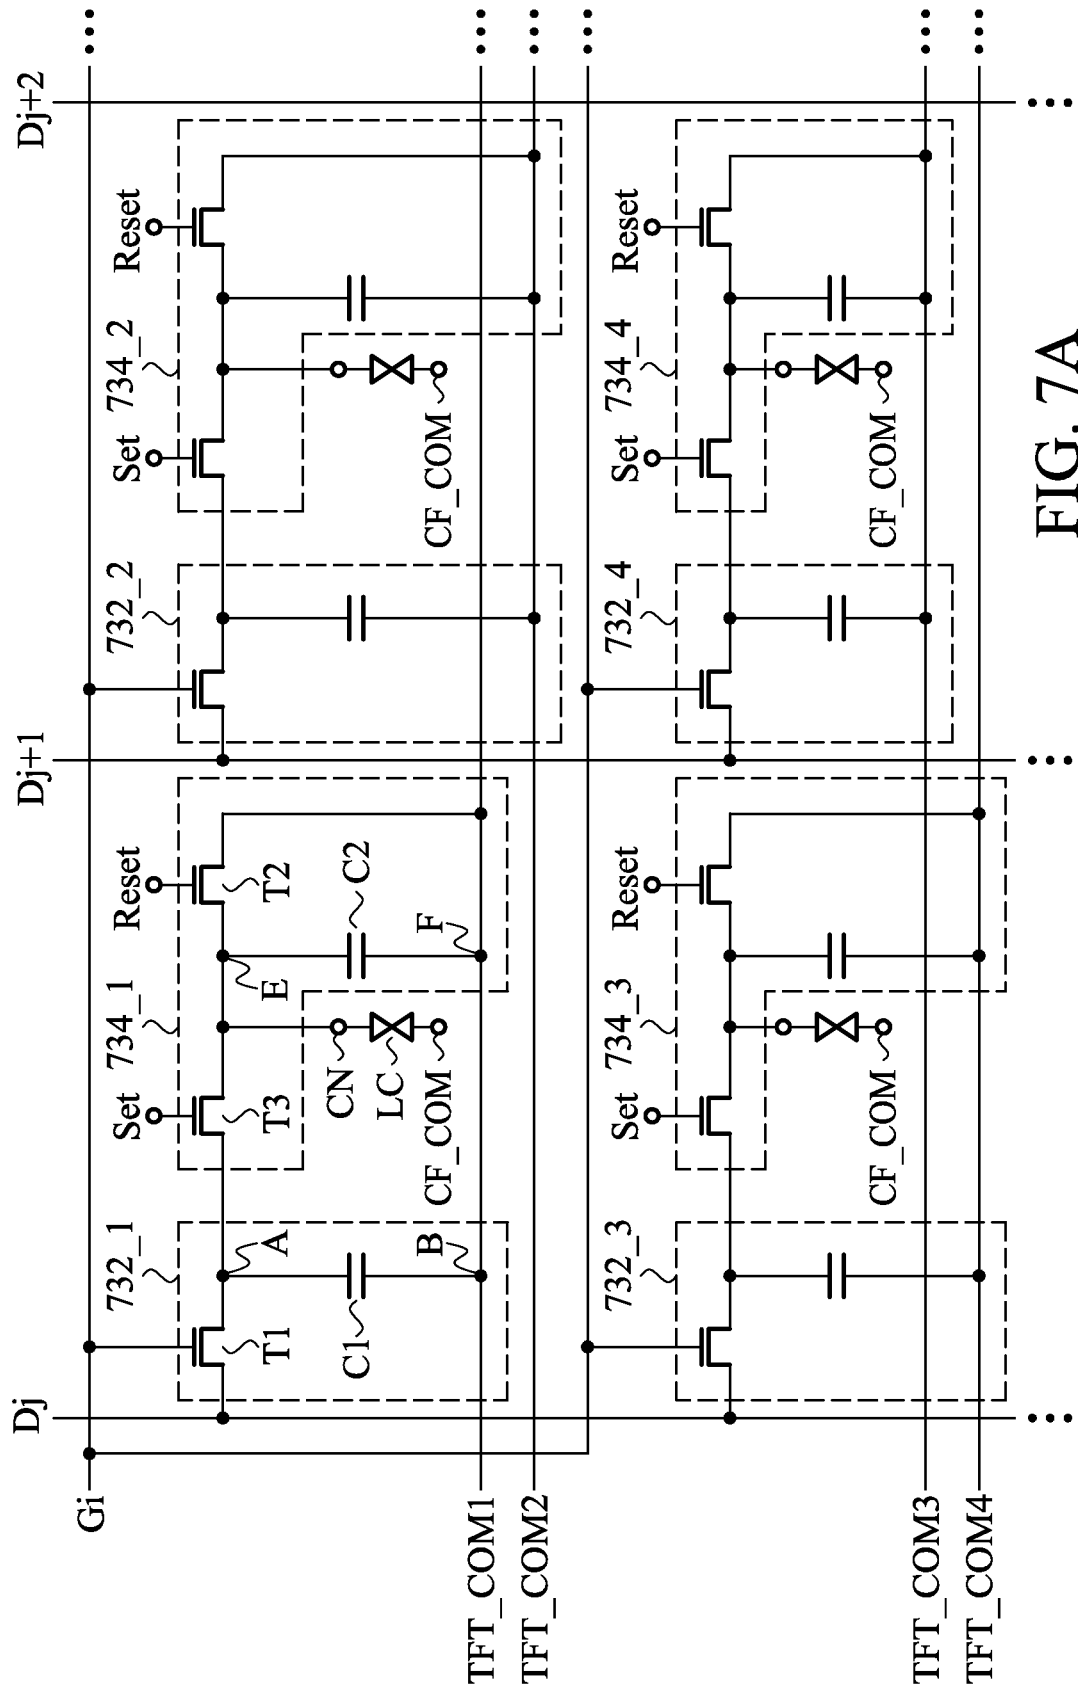 Dj
Dj+1
Dj+2
Gi
732_1
Set
734_1
Reset
732_2
Set
734_2
Reset
T1
A
T3
E
T2
C1
CN
C2
LC
B
CF_COM
F
CF_COM
TFT_COM1
TFT_COM2
732_3
Set
734_3
Reset
732_4
Set
734_4
Reset
CF_COM
CF_COM
TFT_COM3
TFT_COM4
FIG. 7A